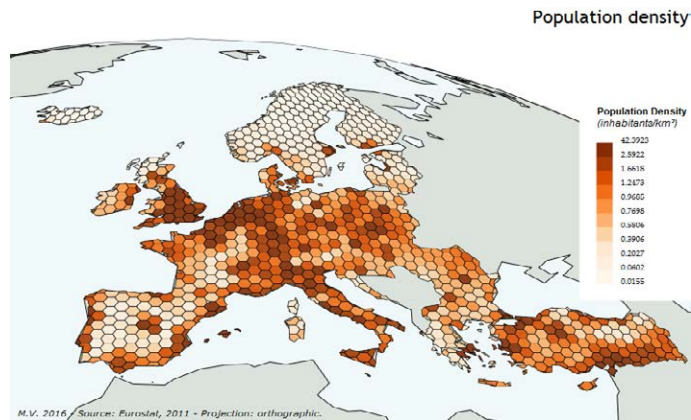 Population density
Population Density
(inhabitants/km²)
42.3923
2.5922
1.6618
1.2473
0.9685
0.7698
0.5806
0.3906
0.2027
0.0602
0.0155
M.V. 2016 - Source: Eurostat, 2011 - Projection: orthographic.